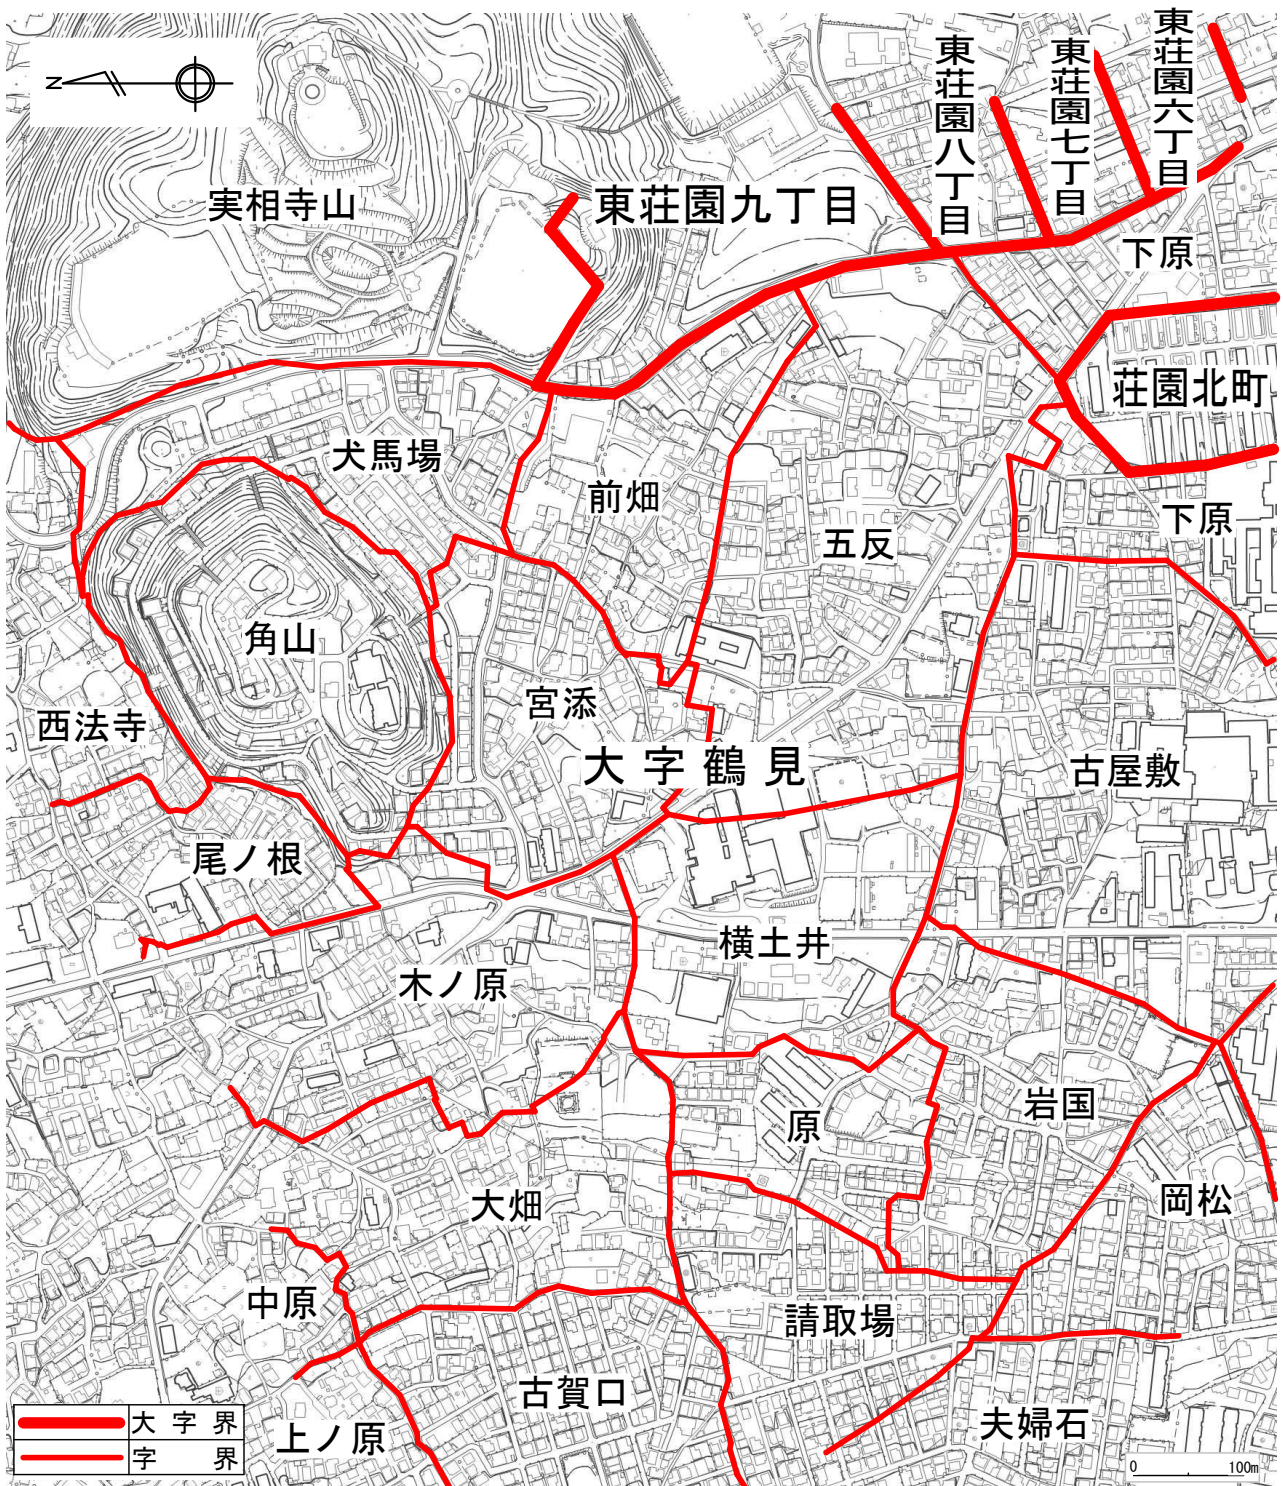 東荘園六丁目
東荘園七丁目
東荘園八丁目
N
実相寺山
東荘園九丁目
下原
荘園北町
犬馬場
前畑
下原
五反
角山
宮添
西法寺
大字鶴見
古屋敷
尾ノ根
横土井
木ノ原
岩国
原
大畑
岡松
中原
請取場
古賀口
夫婦石
上ノ原
大字界
字界
0 100m